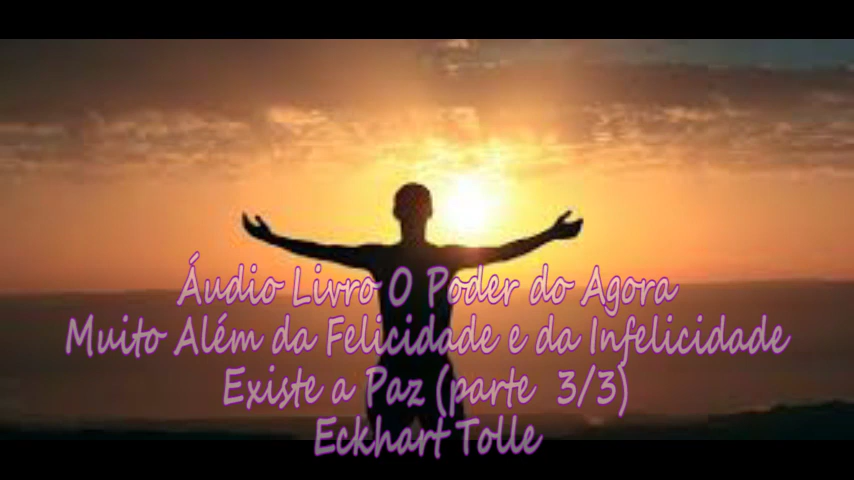 Áudio Livro O Poder do Agora
Muito Além da Felicidade e da Infelicidade
Existe a Paz (parte 3/3)
Eckhart Tolle